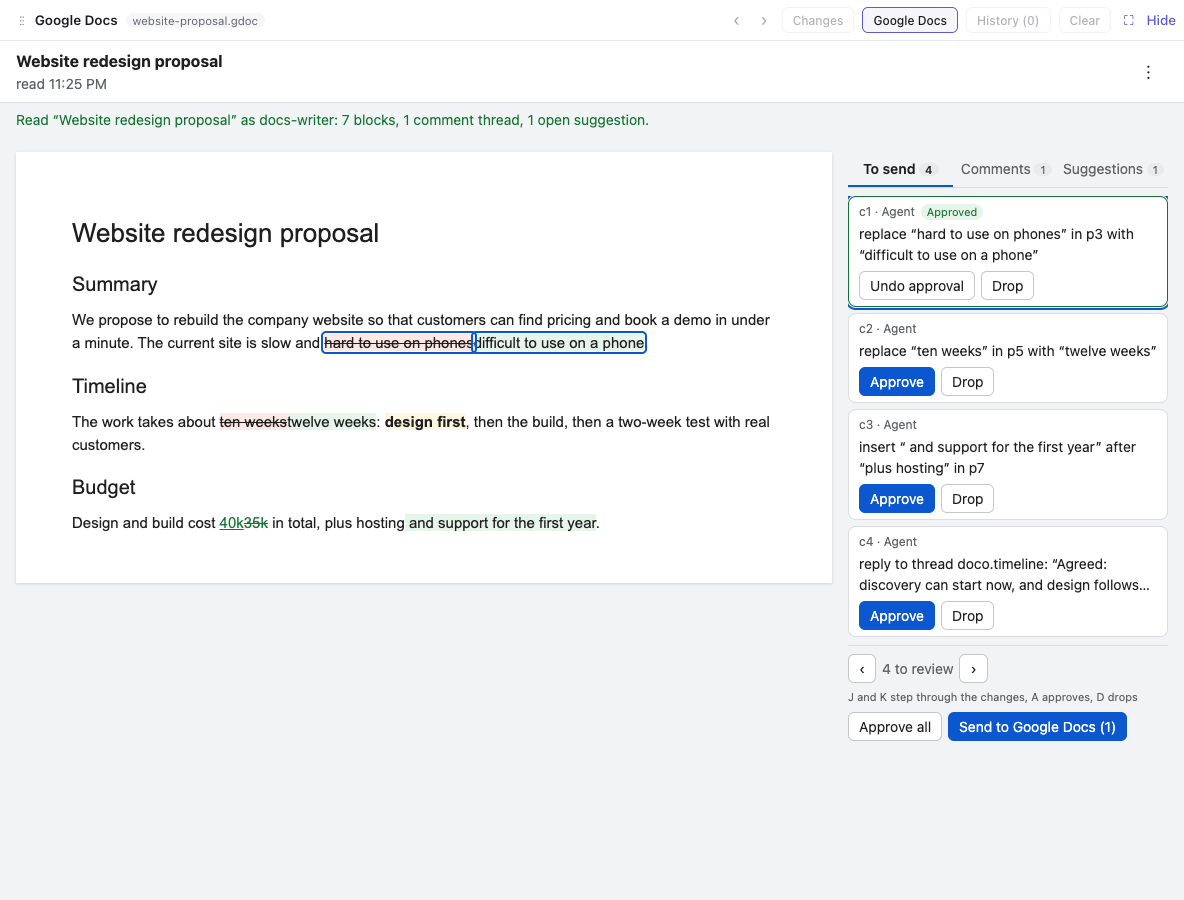 Google Docs website-proposal.gdoc ‹ › Changes Google Docs History (0) Clear Hide
Website redesign proposal
read 11:25 PM
Read “Website redesign proposal” as docs-writer: 7 blocks, 1 comment thread, 1 open suggestion.
Website redesign proposal
Summary
We propose to rebuild the company website so that customers can find pricing and book a demo in under
a minute. The current site is slow and hard to use on phonesdifficult to use on a phone.
Timeline
The work takes about ten weekstwelve weeks: design first, then the build, then a two-week test with real
customers.
Budget
Design and build cost 40k35k in total, plus hosting and support for the first year.
To send 4 Comments 1 Suggestions 1
c1 · Agent Approved
replace “hard to use on phones” in p3 with
“difficult to use on a phone”
Undo approval Drop
c2 · Agent
replace “ten weeks” in p5 with “twelve weeks”
Approve Drop
c3 · Agent
insert “ and support for the first year” after
“plus hosting” in p7
Approve Drop
c4 · Agent
reply to thread doco.timeline: “Agreed:
discovery can start now, and design follows…
Approve Drop
‹ 4 to review ›
J and K step through the changes, A approves, D drops
Approve all Send to Google Docs (1)